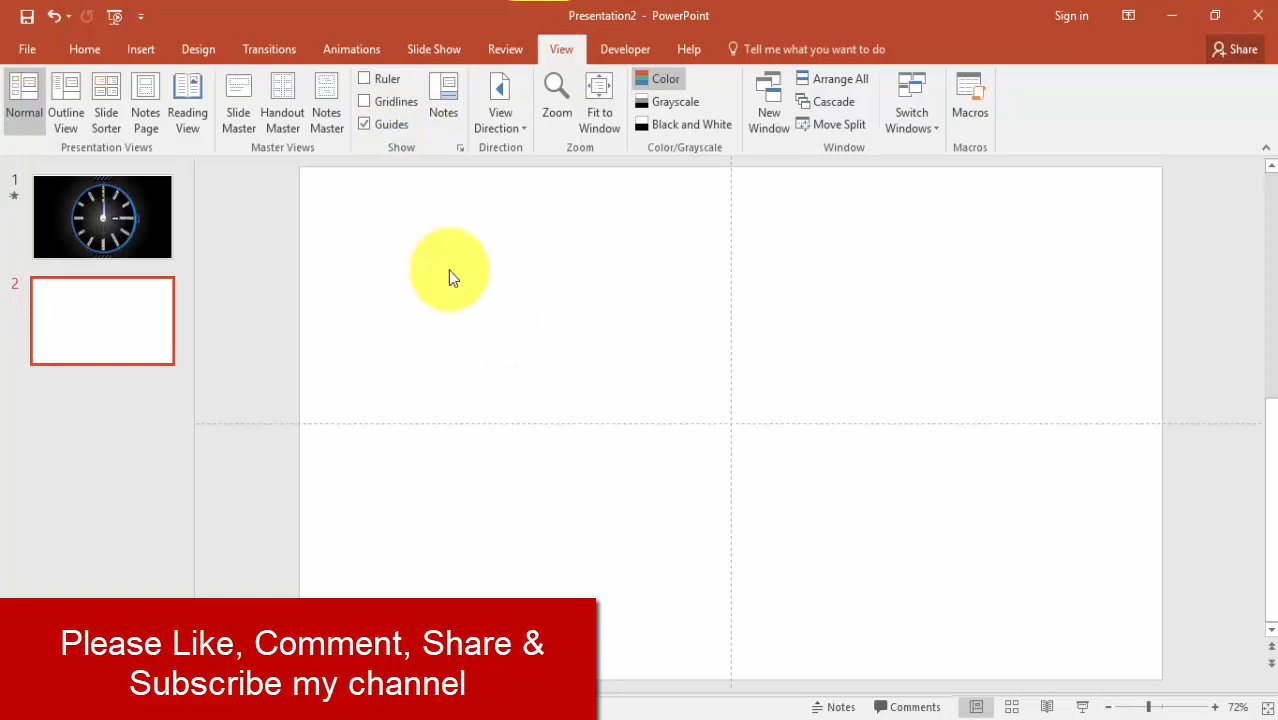 Presentation2 - PowerPoint
Sign in
File Home Insert Design Transitions Animations Slide Show Review View Developer Help Tell me what you want to do Share
Normal
Outline View
Slide Sorter
Notes Page
Reading View
Presentation Views
Slide Master
Handout Master
Notes Master
Master Views
Ruler
Gridlines
Guides
Show
Notes
View Direction
Direction
Zoom
Fit to Window
Zoom
Color
Grayscale
Black and White
Color/Grayscale
New Window
Arrange All
Cascade
Move Split
Switch Windows
Window
Macros
Macros
1
2
Please Like, Comment, Share &
Subscribe my channel
Notes Comments 72%